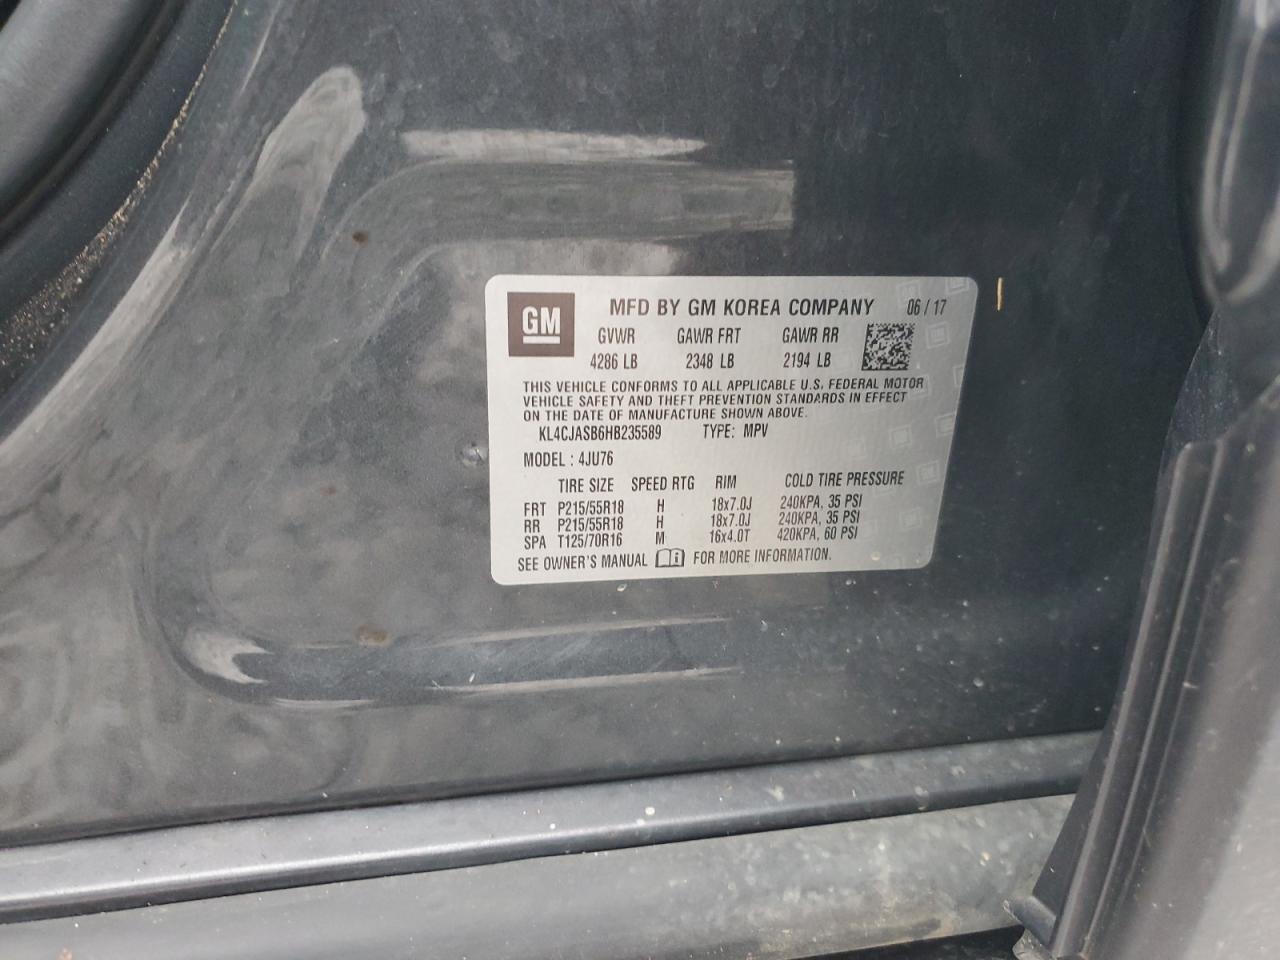 GM
MFD BY GM KOREA COMPANY 06 / 17
GVWR GAWR FRT GAWR RR
4286 LB 2348 LB 2194 LB
THIS VEHICLE CONFORMS TO ALL APPLICABLE U.S. FEDERAL MOTOR
VEHICLE SAFETY AND THEFT PREVENTION STANDARDS IN EFFECT
ON THE DATE OF MANUFACTURE SHOWN ABOVE.
KL4CJASB6HB235589 TYPE: MPV
MODEL : 4JU76
TIRE SIZE SPEED RTG RIM COLD TIRE PRESSURE
FRT P215/55R18 H 18x7.0J 240KPA, 35 PSI
RR P215/55R18 H 18x7.0J 240KPA, 35 PSI
SPA T125/70R16 M 16x4.0T 420KPA, 60 PSI
SEE OWNER'S MANUAL FOR MORE INFORMATION.